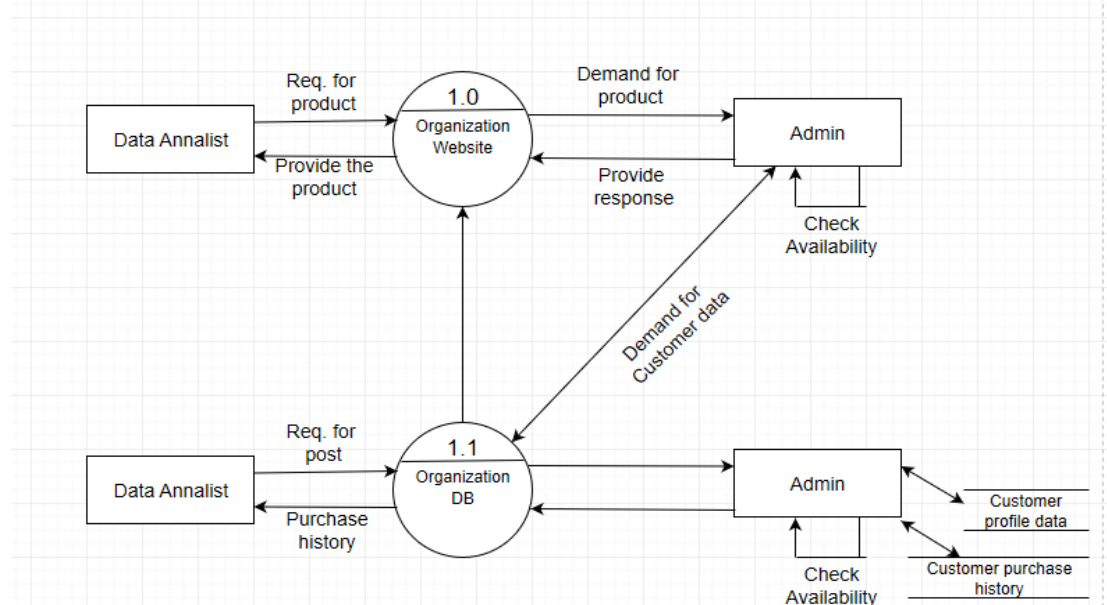 Req. for
product
1.0
Organization
Website
Demand for
product
Data Annalist
Admin
Provide the
product
Provide
response
Check
Availability
Demand for
Customer data
Req. for
post
1.1
Organization
DB
Data Annalist
Admin
Purchase
history
Customer
profile data
Check
Availability
Customer purchase
history